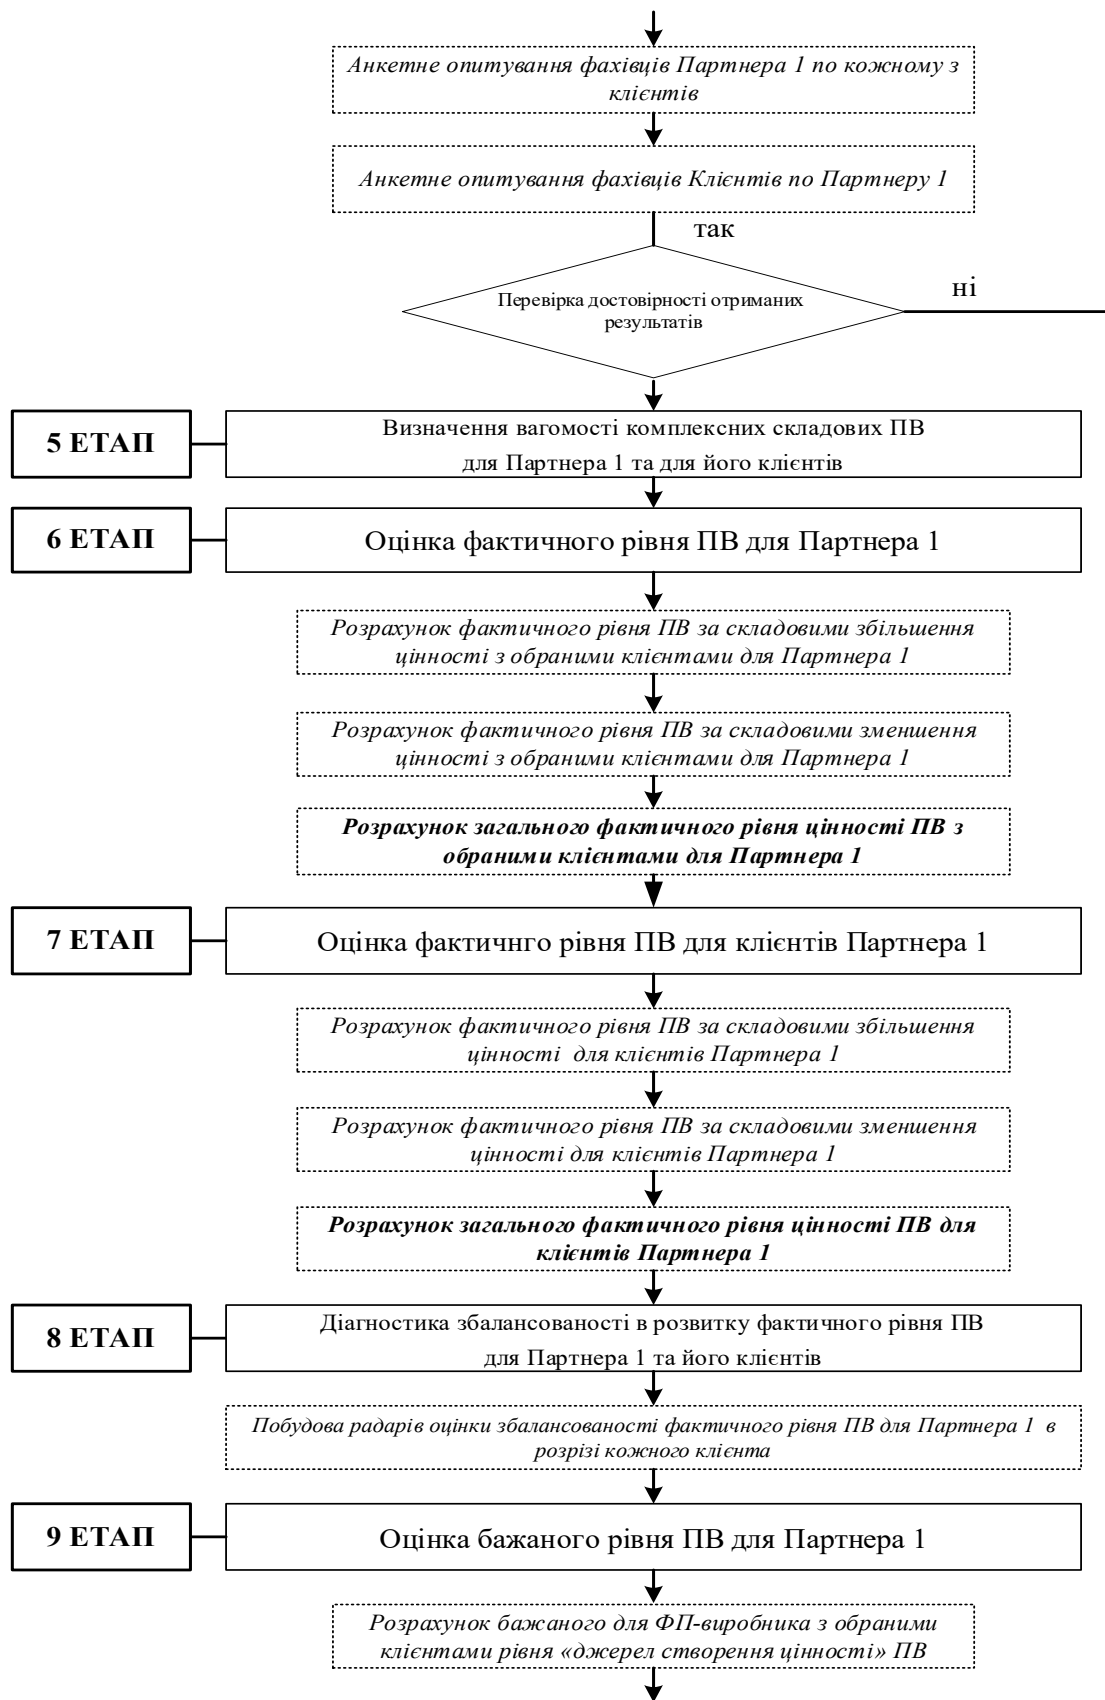 Анкетне опитування фахівців Партнера 1 по кожному з
клієнтів
Анкетне опитування фахівців Клієнтів по Партнеру 1
так
Перевірка достовірності отриманих
результатів
ні
5 ЕТАП
Визначення вагомості комплексних складових ПВ
для Партнера 1 та для його клієнтів
6 ЕТАП
Оцінка фактичного рівня ПВ для Партнера 1
Розрахунок фактичного рівня ПВ за складовими збільшення
цінності з обраними клієнтами для Партнера 1
Розрахунок фактичного рівня ПВ за складовими зменшення
цінності з обраними клієнтами для Партнера 1
Розрахунок загального фактичного рівня цінності ПВ з
обраними клієнтами для Партнера 1
7 ЕТАП
Оцінка фактичнго рівня ПВ для клієнтів Партнера 1
Розрахунок фактичного рівня ПВ за складовими збільшення
цінності для клієнтів Партнера 1
Розрахунок фактичного рівня ПВ за складовими зменшення
цінності для клієнтів Партнера 1
Розрахунок загального фактичного рівня цінності ПВ для
клієнтів Партнера 1
8 ЕТАП
Діагностика збалансованості в розвитку фактичного рівня ПВ
для Партнера 1 та його клієнтів
Побудова радарів оцінки збалансованості фактичного рівня ПВ для Партнера 1 в
розрізі кожного клієнта
9 ЕТАП
Оцінка бажаного рівня ПВ для Партнера 1
Розрахунок бажаного для ФП-виробника з обраними
клієнтами рівня «джерел створення цінності» ПВ